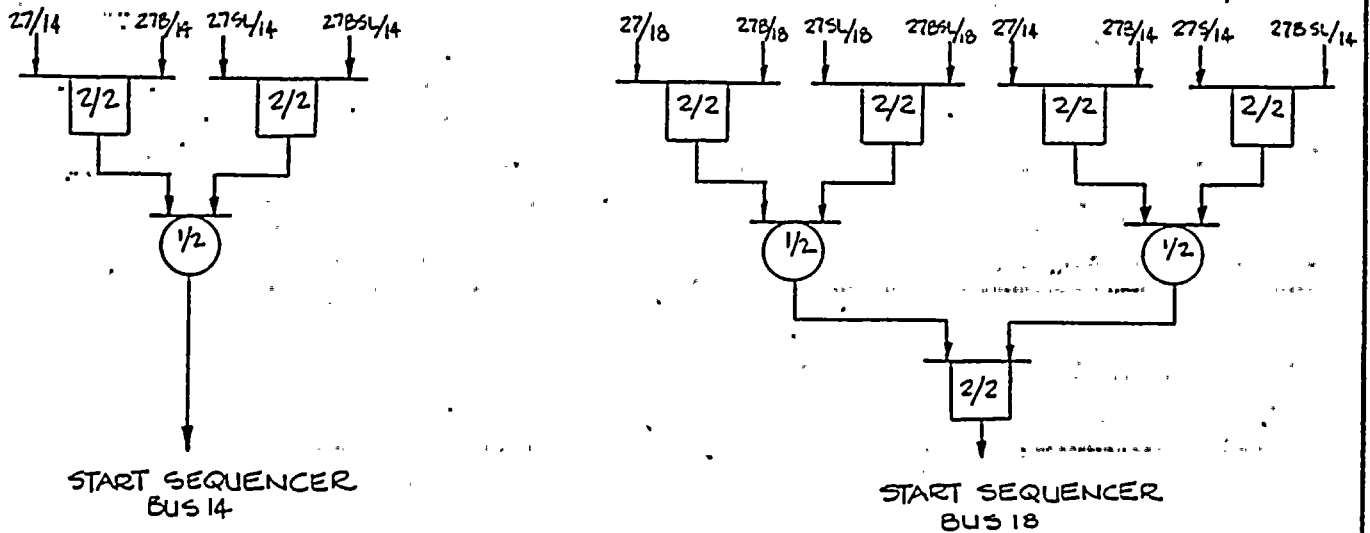 27/14 27B/14 27SL/14 27BSL/14
27/18 27B/18 27SL/18 27BSL/18 27/14 27B/14 27S/14 27BSL/14
2/2 2/2
2/2 2/2 2/2 2/2
1/2
1/2 1/2
2/2
START SEQUENCER
BUS 14
START SEQUENCER
BUS 18